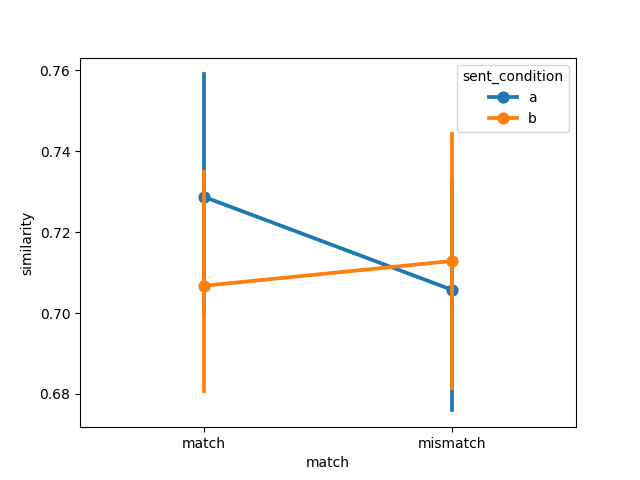 sent_condition
a
b
0.76
0.74
0.72
0.70
0.68
similarity
match
mismatch
match